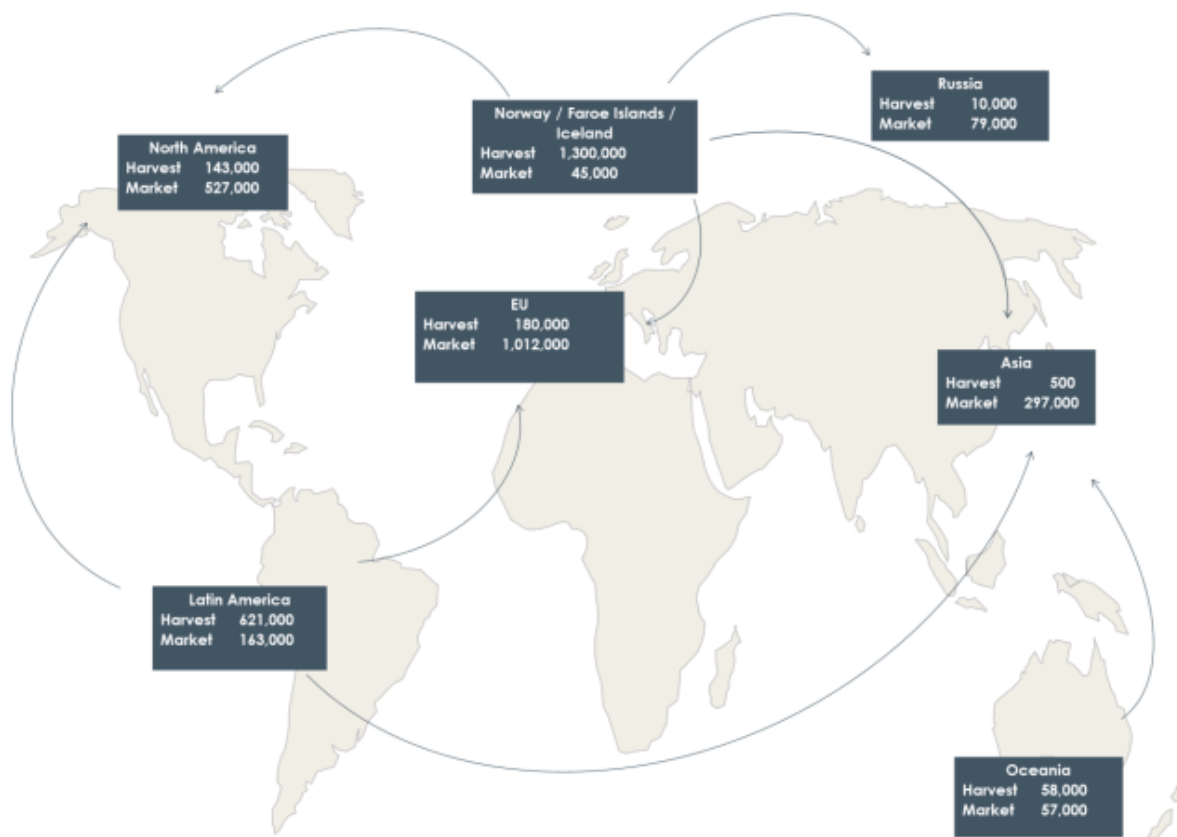 Russia
Harvest 10,000
Market 79,000
Norway / Faroe Islands /
Iceland
Harvest 1,300,000
Market 45,000
North America
Harvest 143,000
Market 527,000
EU
Harvest 180,000
Market 1,012,000
Asia
Harvest 500
Market 297,000
Latin America
Harvest 621,000
Market 163,000
Oceania
Harvest 58,000
Market 57,000